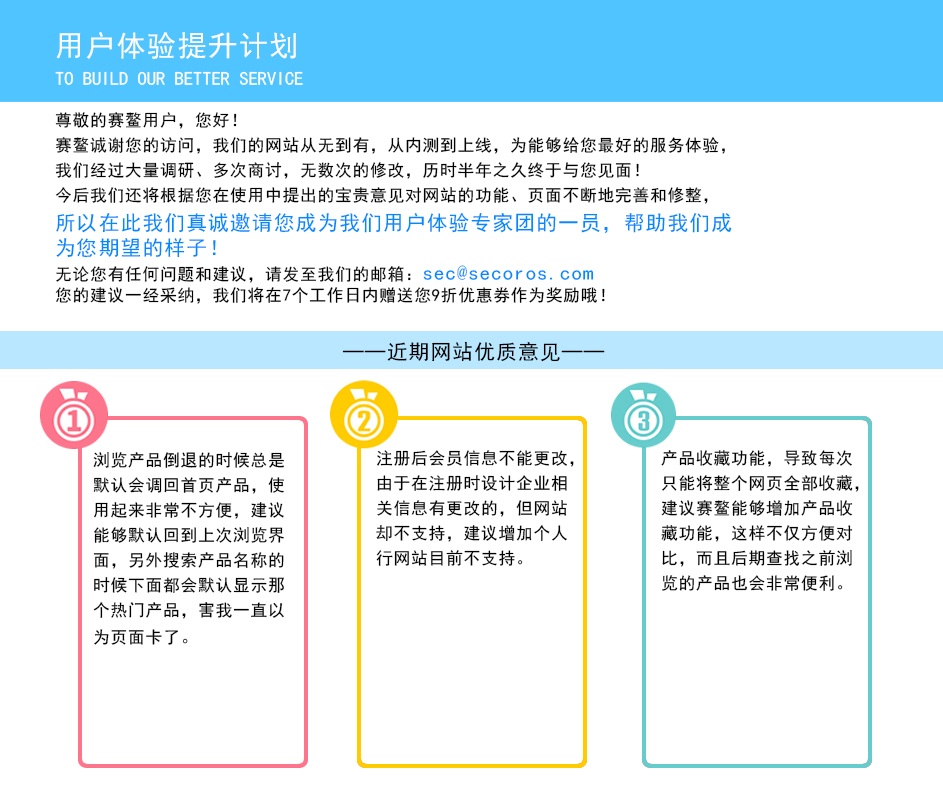 用户体验提升计划
TO BUILD OUR BETTER SERVICE
尊敬的赛鳌用户，您好！
赛鳌诚谢您的访问，我们的网站从无到有，从内测到上线，为能够给您最好的服务体验，
我们经过大量调研、多次商讨，无数次的修改，历时半年之久终于与您见面！
今后我们还将根据您在使用中提出的宝贵意见对网站的功能、页面不断地完善和修整，
所以在此我们真诚邀请您成为我们用户体验专家团的一员，帮助我们成
为您期望的样子！
无论您有任何问题和建议，请发至我们的邮箱：sec@secoros.com
您的建议一经采纳，我们将在7个工作日内赠送您9折优惠券作为奖励哦！
——近期网站优质意见——
1
浏览产品倒退的时候总是
默认会调回首页产品，使
用起来非常不方便，建议
能够默认回到上次浏览界
面，另外搜索产品名称的
时候下面都会默认显示那
个热门产品，害我一直以
为页面卡了。
2
注册后会员信息不能更改，
由于在注册时设计企业相
关信息有更改的，但网站
却不支持，建议增加个人
行网站目前不支持。
3
产品收藏功能，导致每次
只能将整个网页全部收藏，
建议赛鳌能够增加产品收
藏功能，这样不仅方便对
比，而且后期查找之前浏
览的产品也会非常便利。